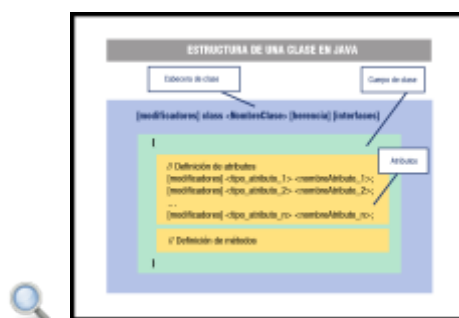 ESTRUCTURA DE UNA CLASE EN JAVA
Cabecera de clase
Cuerpo de clase
[modificadores] class <NombreClase> [herencia] [interfaces]
{
Atributos
// Definición de atributos
[modificadores] <tipo_atributo_1> <nombreAtributo_1>;
[modificadores] <tipo_atributo_2> <nombreAtributo_2>;
...
[modificadores] <tipo_atributo_n> <nombreAtributo_n>;
// Definición de métodos
}